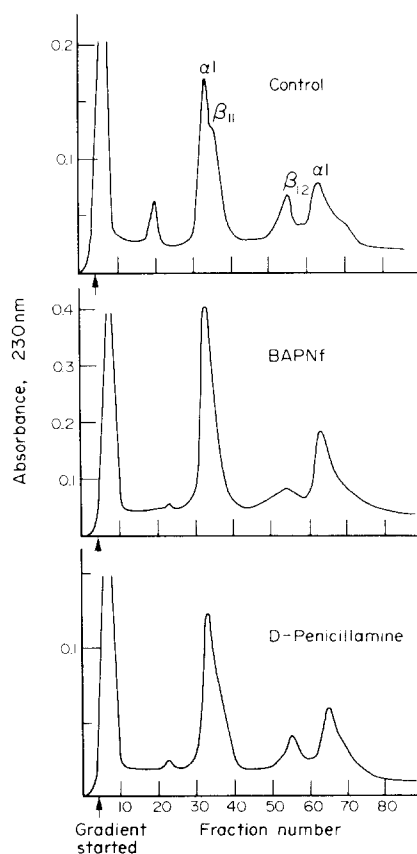 0.2
α1
Control
β11
0.1
β12
α1
0.4
BAPNf
0.3
0.2
0.1
Absorbance, 230nm
D-Penicillamine
0.1
10 20 30 40 50 60 70 80
Gradient started
Fraction number